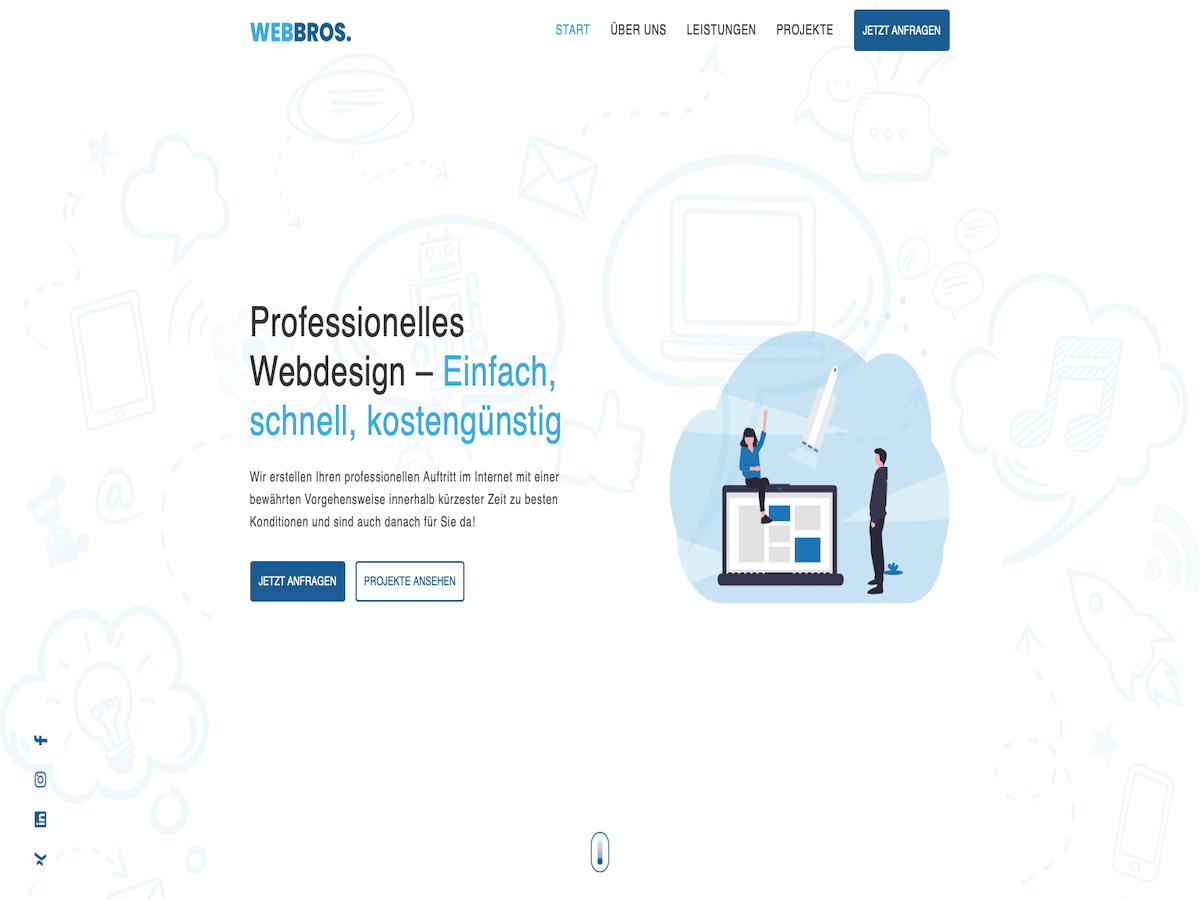 WEBBROS.
START ÜBER UNS LEISTUNGEN PROJEKTE JETZT ANFRAGEN
Professionelles
Webdesign – Einfach,
schnell, kostengünstig
Wir erstellen Ihren professionellen Auftritt im Internet mit einer
bewährten Vorgehensweise innerhalb kürzester Zeit zu besten
Konditionen und sind auch danach für Sie da!
JETZT ANFRAGEN PROJEKTE ANSEHEN